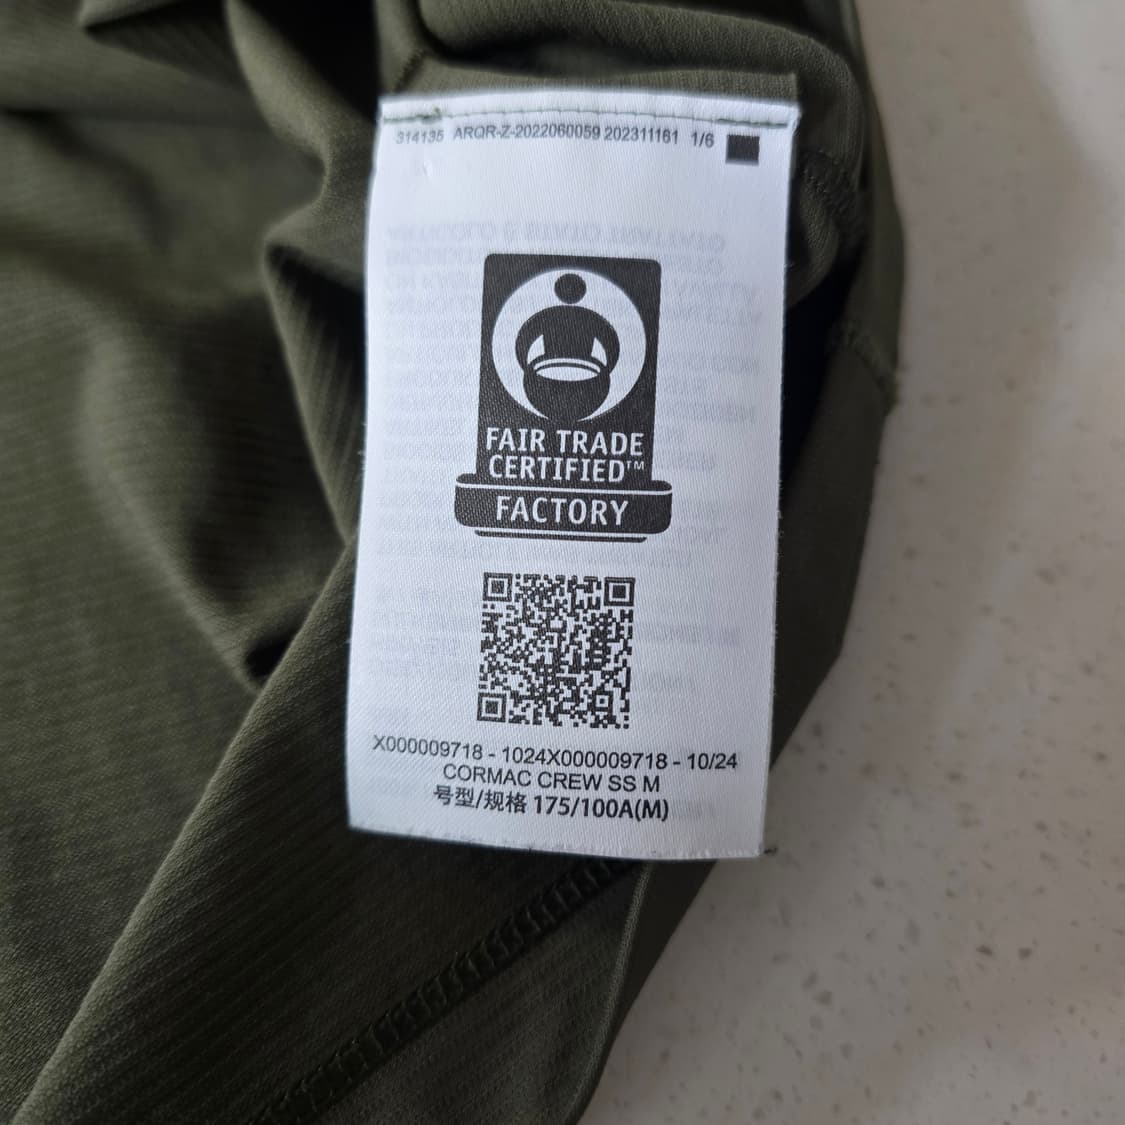 314135 ARQR-Z-2022060059 202311161 1/6
FAIR TRADE
CERTIFIED™
FACTORY
X000009718 - 1024X000009718 - 10/24
CORMAC CREW SS M
号型/规格 175/100A(M)